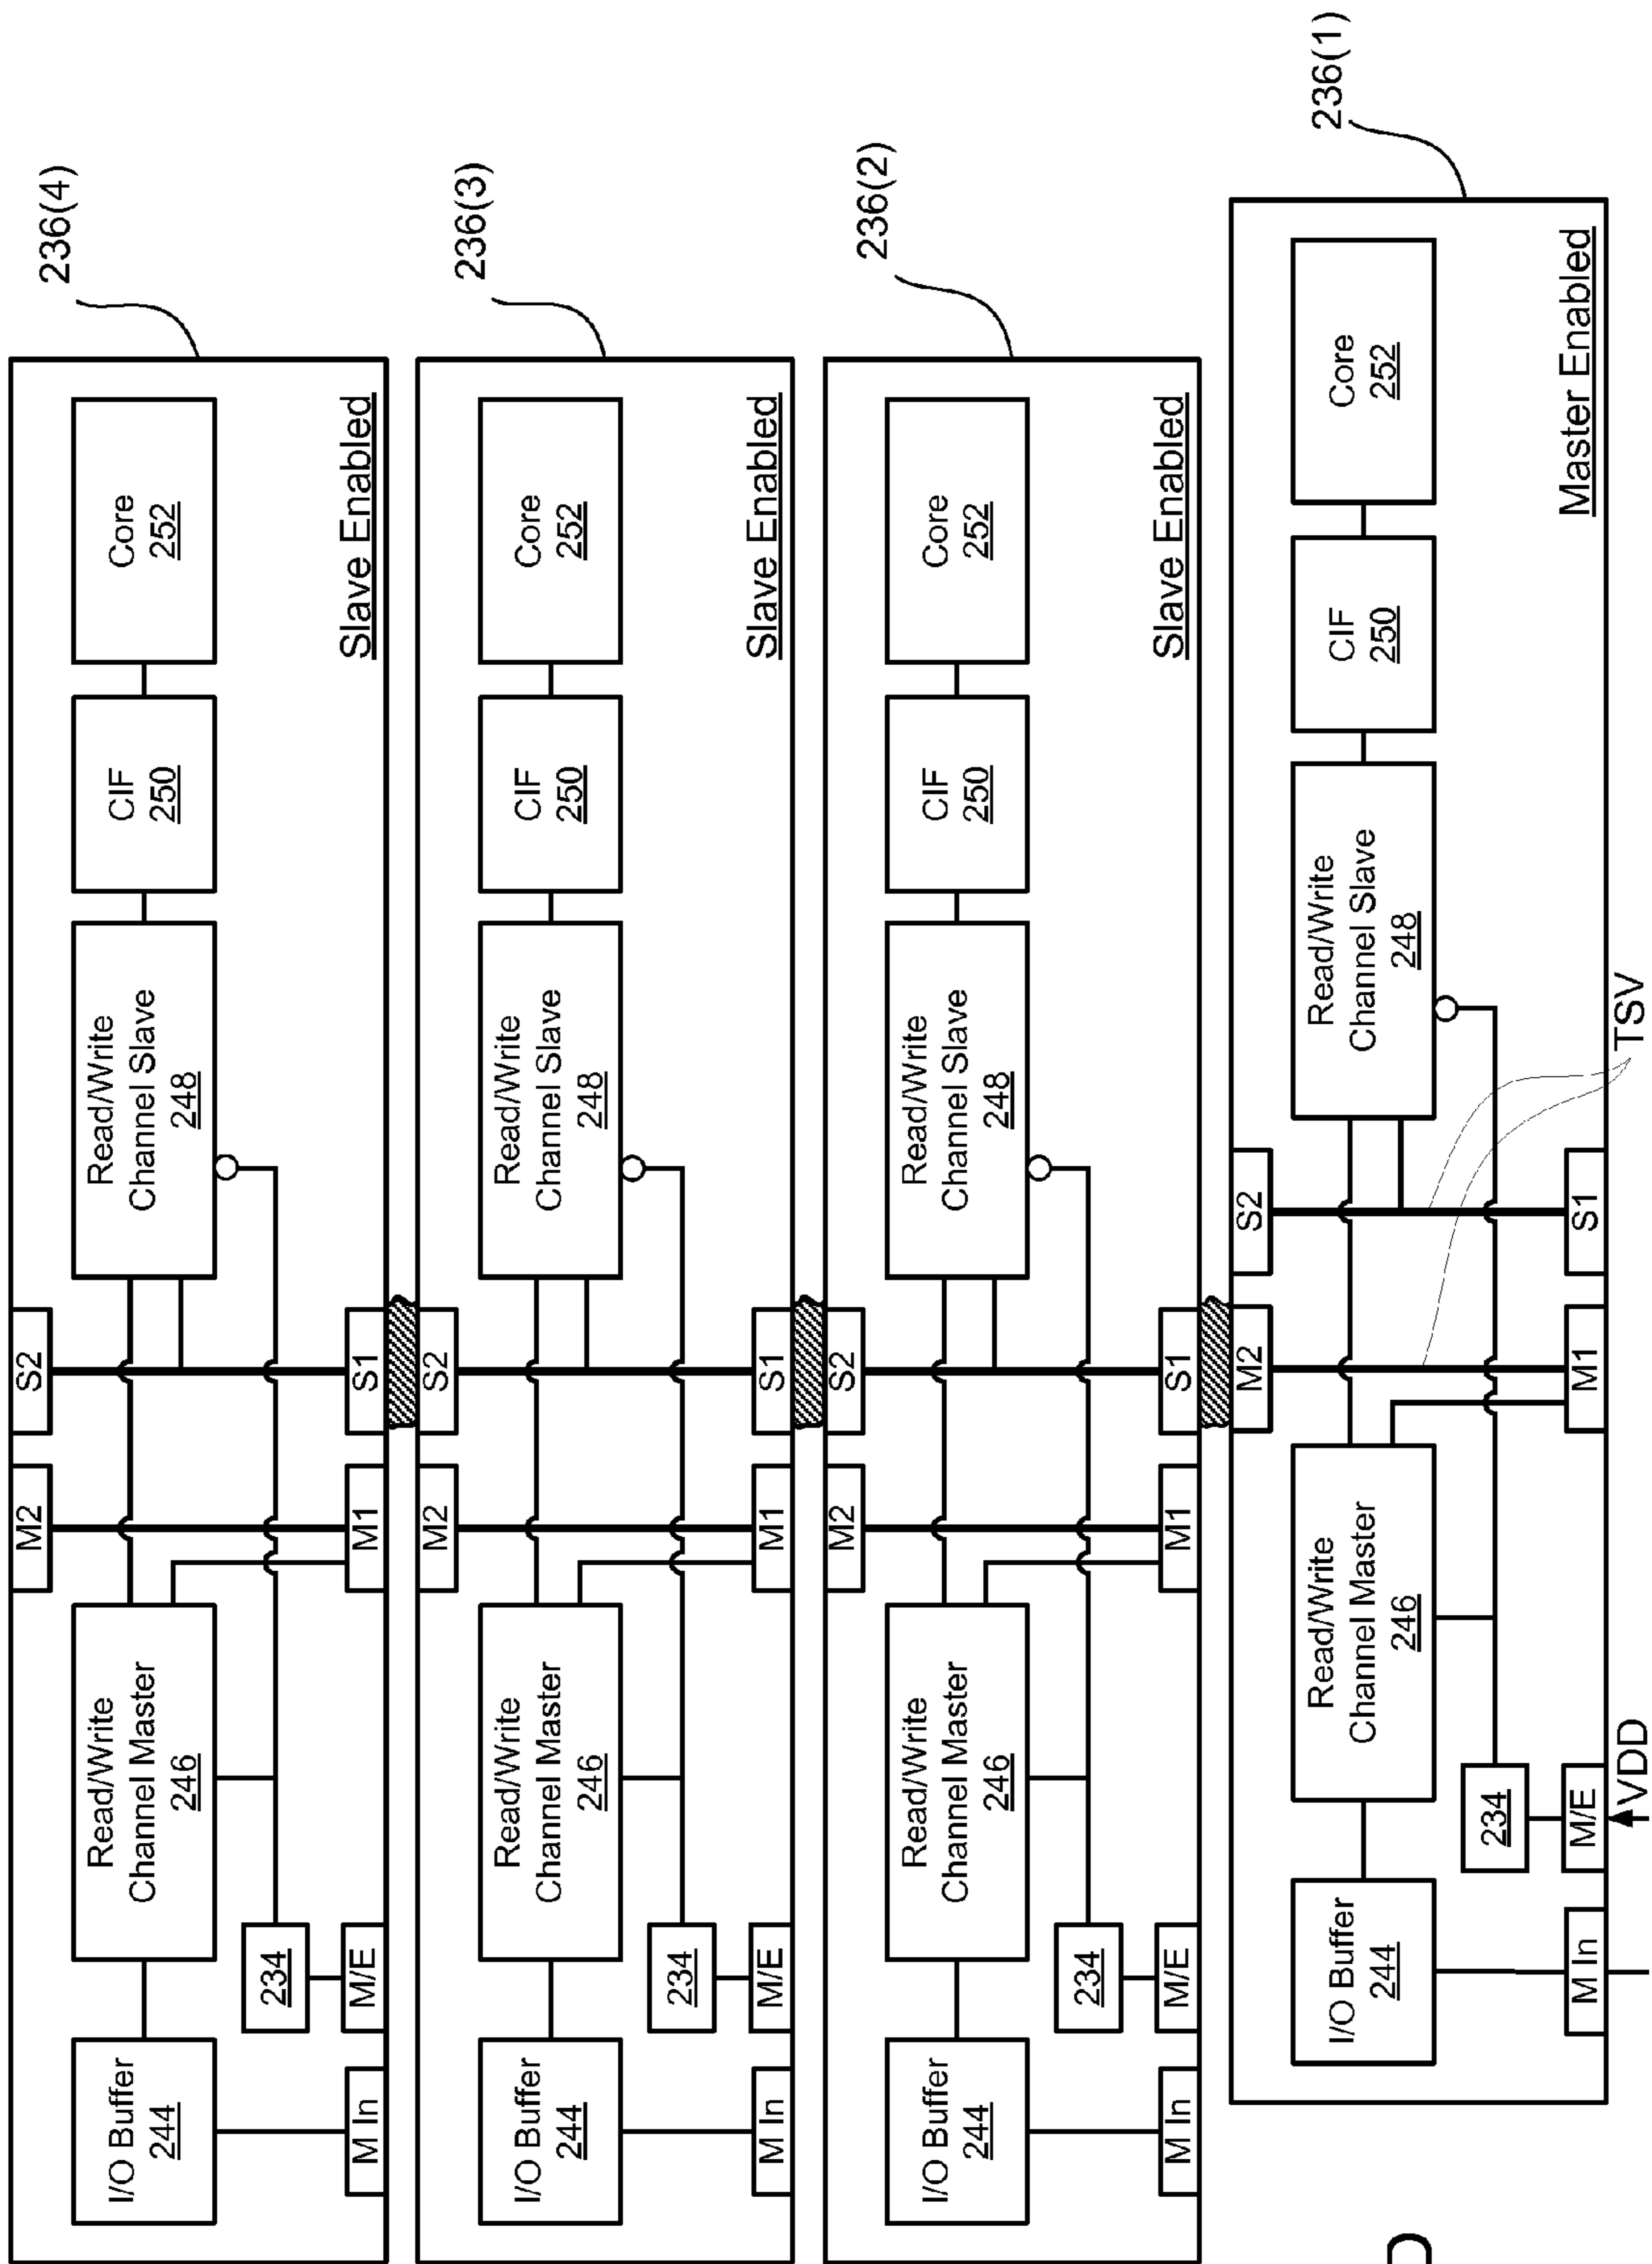 M2
S2
236(4)
I/O Buffer
244
Read/Write
Channel Master
246
Read/Write
Channel Slave
248
CIF
250
Core
252
234
M In
M/E
M1
S1
Slave Enabled
M2
S2
236(3)
I/O Buffer
244
Read/Write
Channel Master
246
Read/Write
Channel Slave
248
CIF
250
Core
252
234
M In
M/E
M1
S1
Slave Enabled
M2
S2
236(2)
I/O Buffer
244
Read/Write
Channel Master
246
Read/Write
Channel Slave
248
CIF
250
Core
252
234
M In
M/E
M1
S1
Slave Enabled
M2
S2
236(1)
I/O Buffer
244
Read/Write
Channel Master
246
Read/Write
Channel Slave
248
CIF
250
Core
252
234
M In
M/E
M1
S1
Master Enabled
VDD
TSV